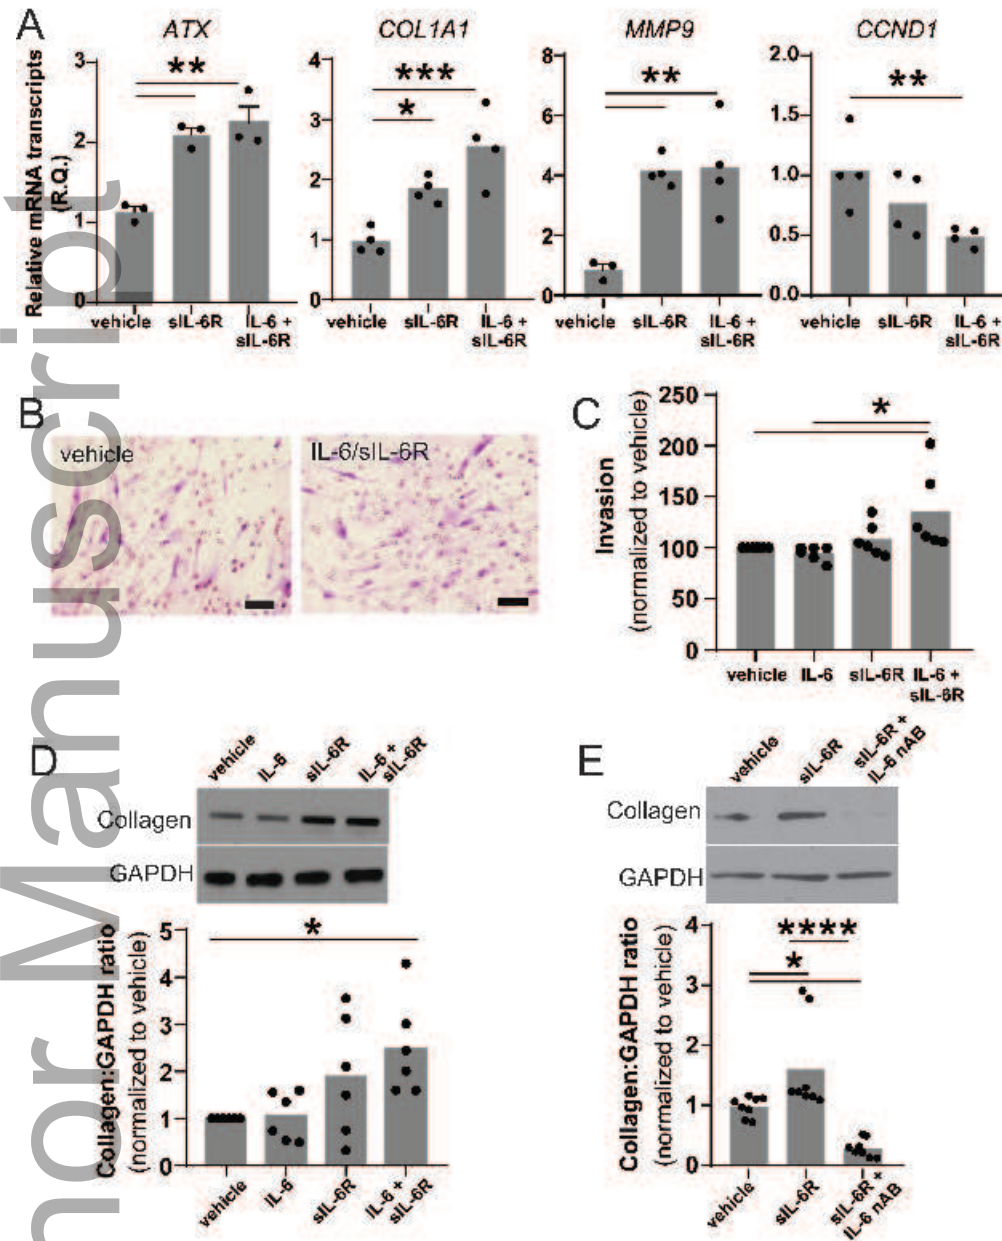 A
ATX
COL1A1
MMP9
CCND1
Relative mRNA transcripts
(R.Q.)
3
2
1
0
**
vehicle
sIL-6R
IL-6 +
sIL-6R
4
3
2
1
0
***
*
vehicle
sIL-6R
IL-6 +
sIL-6R
8
6
4
2
0
**
vehicle
sIL-6R
IL-6 +
sIL-6R
2.0
1.5
1.0
0.5
0.0
**
vehicle
sIL-6R
IL-6 +
sIL-6R
B
vehicle
IL-6/sIL-6R
C
Invasion
(normalized to vehicle)
250
200
150
100
50
0
*
vehicle
IL-6
sIL-6R
IL-6 +
sIL-6R
D
vehicle
IL-6
sIL-6R
IL-6 +
sIL-6R
Collagen
GAPDH
Collagen:GAPDH ratio
(normalized to vehicle)
5
4
3
2
1
0
*
vehicle
IL-6
sIL-6R
IL-6 +
sIL-6R
E
vehicle
sIL-6R
sIL-6R +
IL-6 nAB
Collagen
GAPDH
Collagen:GAPDH ratio
(normalized to vehicle)
4
3
2
1
0
****
*
vehicle
sIL-6R
sIL-6R +
IL-6 nAB
nor Manuscript